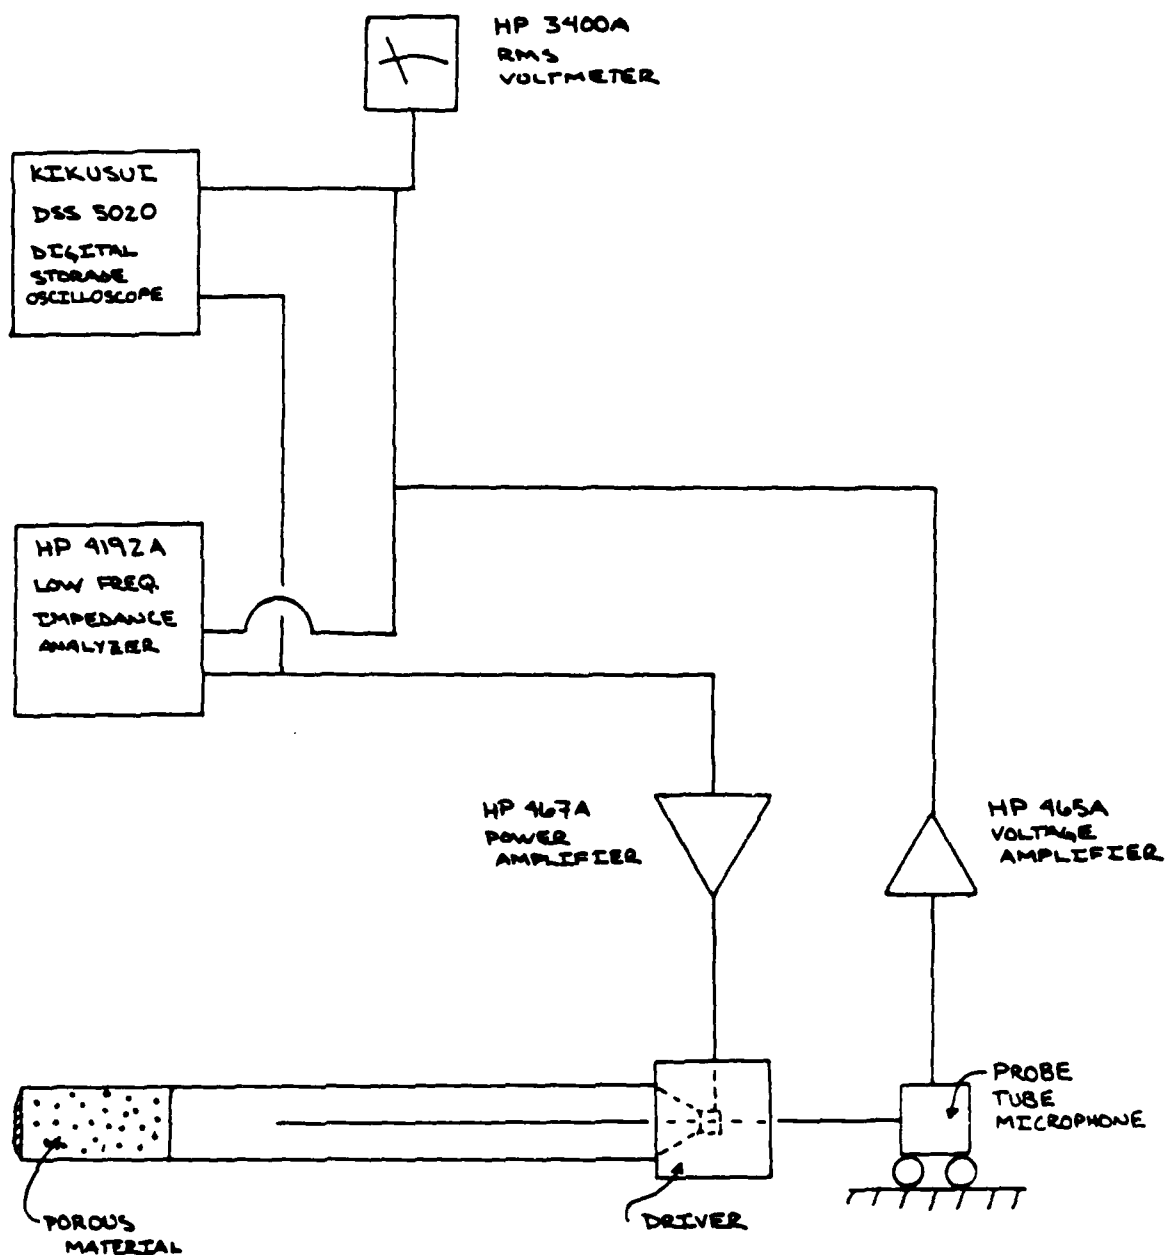 HP 3400A
RMS
VOLTMETER
KIKUSUI
DSS 5020
DIGITAL
STORAGE
OSCILLOSCOPE
HP 4192A
LOW FREQ.
IMPEDANCE
ANALYZER
HP 467A
POWER
AMPLIFIER
HP 465A
VOLTAGE
AMPLIFIER
PROBE
TUBE
MICROPHONE
DRIVER
POROUS
MATERIAL